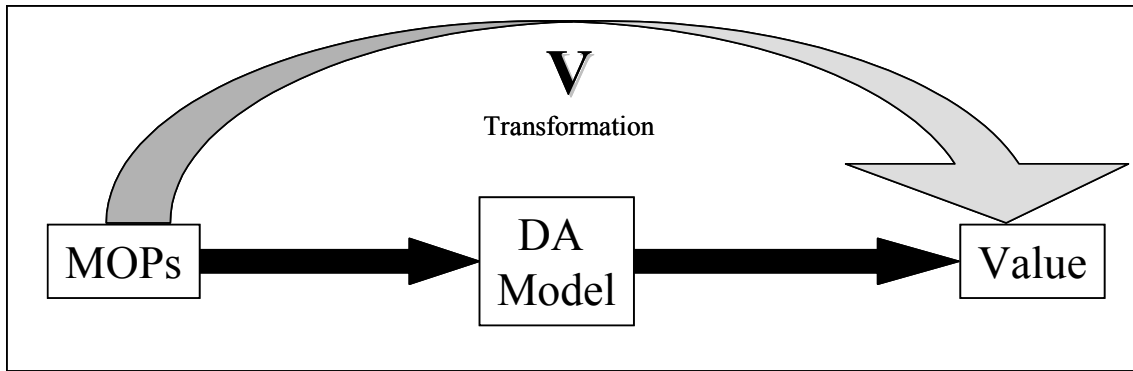 V
Transformation
MOPs
DA
Model
Value